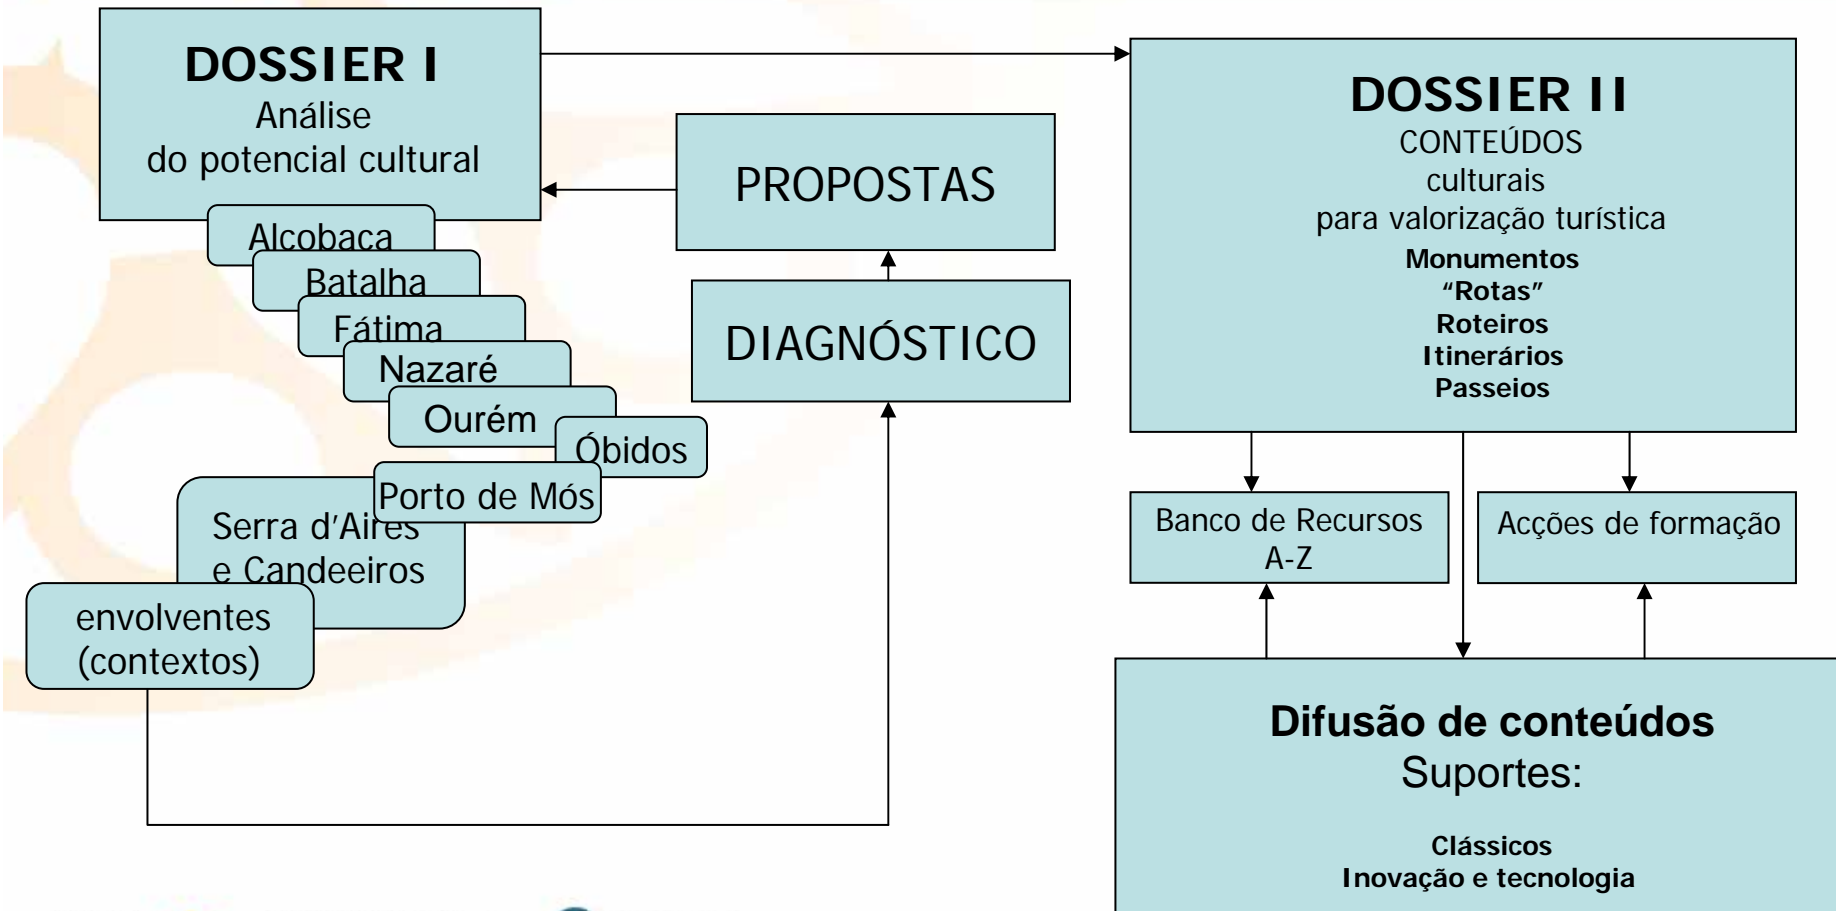 DOSSIER I
Análise
do potencial cultural
Alcobaça
Batalha
Fátima
Nazaré
Ourém
Óbidos
Porto de Mós
Serra d'Aires
e Candeeiros
envolventes
(contextos)
PROPOSTAS
DIAGNÓSTICO
DOSSIER II
CONTEÚDOS
culturais
para valorização turística
Monumentos
“Rotas”
Roteiros
Itinerários
Passeios
Banco de Recursos
A-Z
Acções de formação
Difusão de conteúdos
Suportes:
Clássicos
Inovação e tecnologia